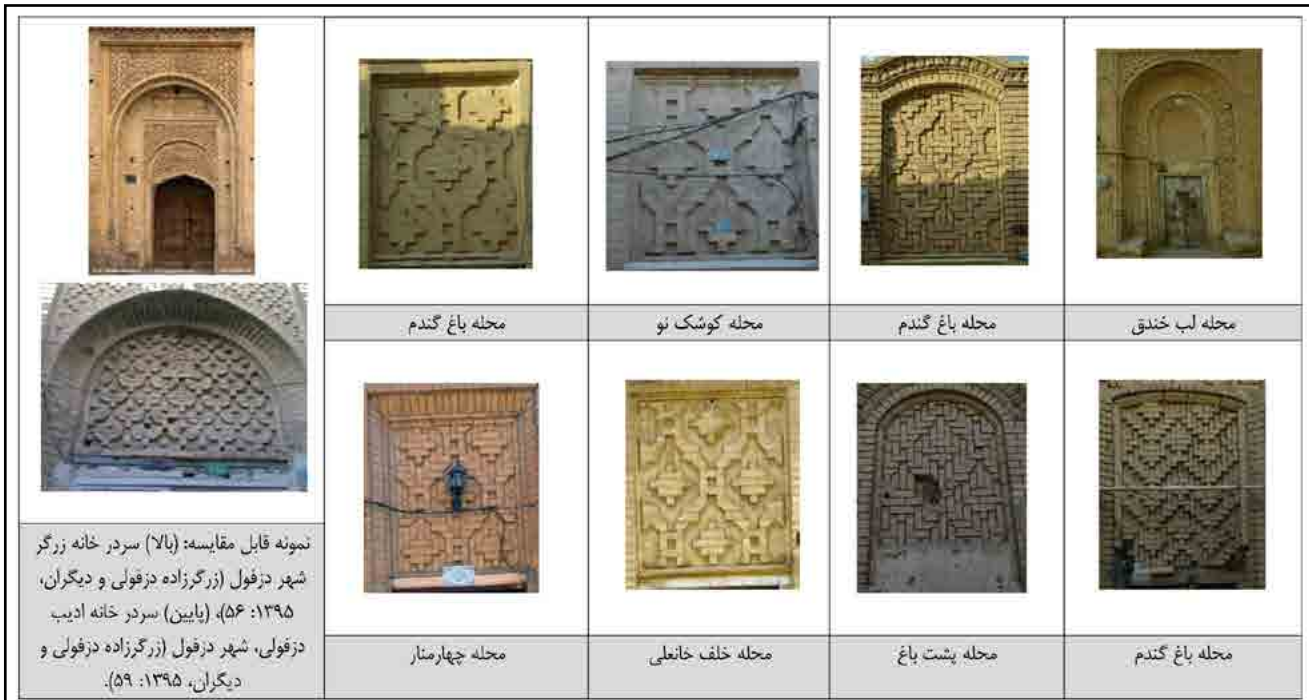 محله لب خندق
محله باغ گندم
محله کوشک نو
محله باغ گندم
محله باغ گندم
محله پشت باغ
محله خلف خانعلی
محله چهارمنار
نمونه قابل مقایسه: (بالا) سردر خانه زرگر
شهر دزفول (زرگرزاده دزفولی و دیگران،
۱۳۹۵: ۵۶)، (پایین) سردر خانه ادیب
دزفولی، شهر دزفول (زرگرزاده دزفولی و
دیگران، ۱۳۹۵: ۵۹).